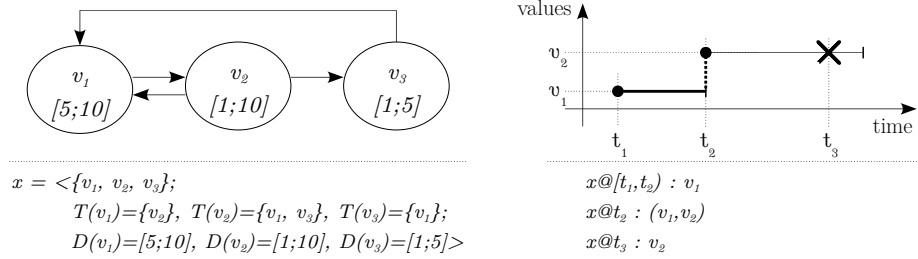 v₁
[5;10]
v₂
[1;10]
v₃
[1;5]
x = <{v₁, v₂, v₃};
T(v₁)={v₂}, T(v₂)={v₁, v₃}, T(v₃)={v₁};
D(v₁)=[5;10], D(v₂)=[1;10], D(v₃)=[1;5]>
values
v₂
v₁
time
t₁ t₂ t₃
x@[t₁,t₂) : v₁
x@t₂ : (v₁,v₂)
x@t₃ : v₂